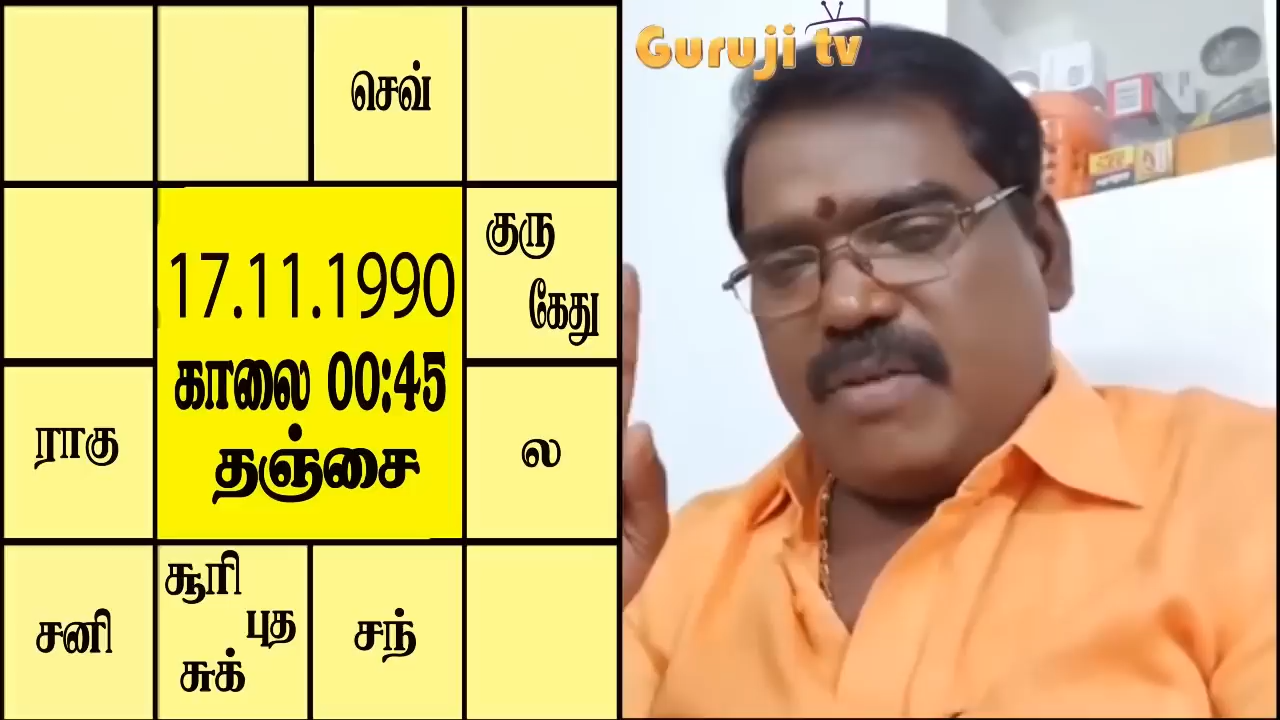 செவ்
Guruji tv
குரு
கேது
17.11.1990
காலை 00:45
தஞ்சை
ராகு
ல
சனி
சூரி
புத
சுக்
சந்